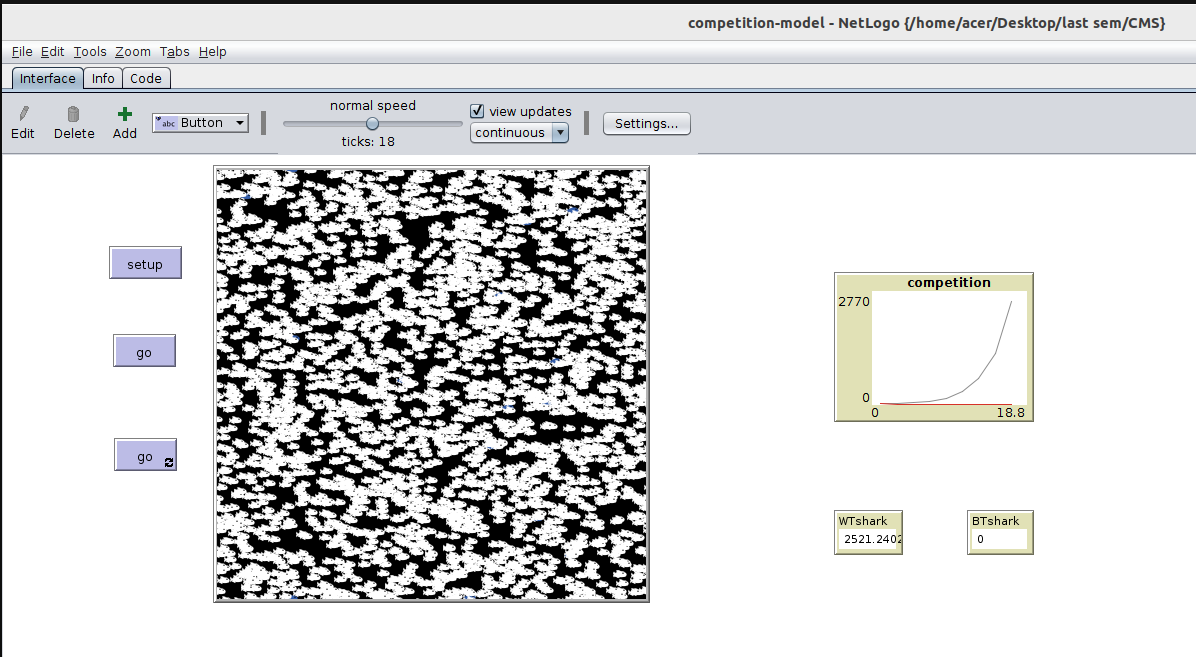 competition-model - NetLogo {/home/acer/Desktop/last sem/CMS}
File Edit Tools Zoom Tabs Help
Interface Info Code
Edit Delete Add abc Button normal speed ticks: 18 view updates continuous Settings...
setup
go
go
competition
2770
0
0 18.8
WTshark
2521.2402
BTshark
0